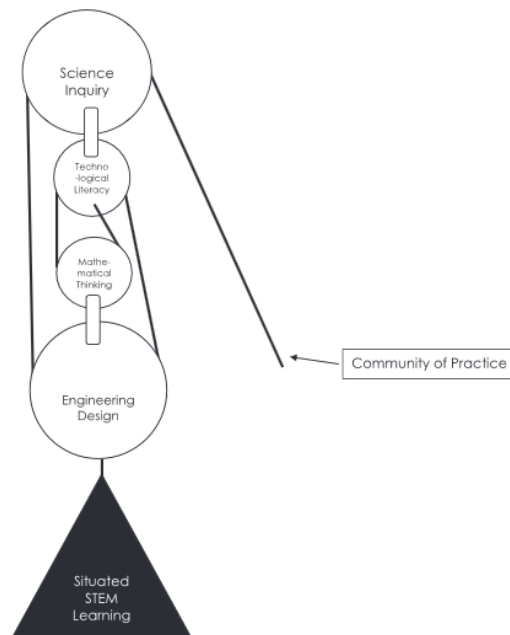 Science
Inquiry
Techno
-logical
Literacy
Mathe-
matical
Thinking
Community of Practice
Engineering
Design
Situated
STEM
Learning